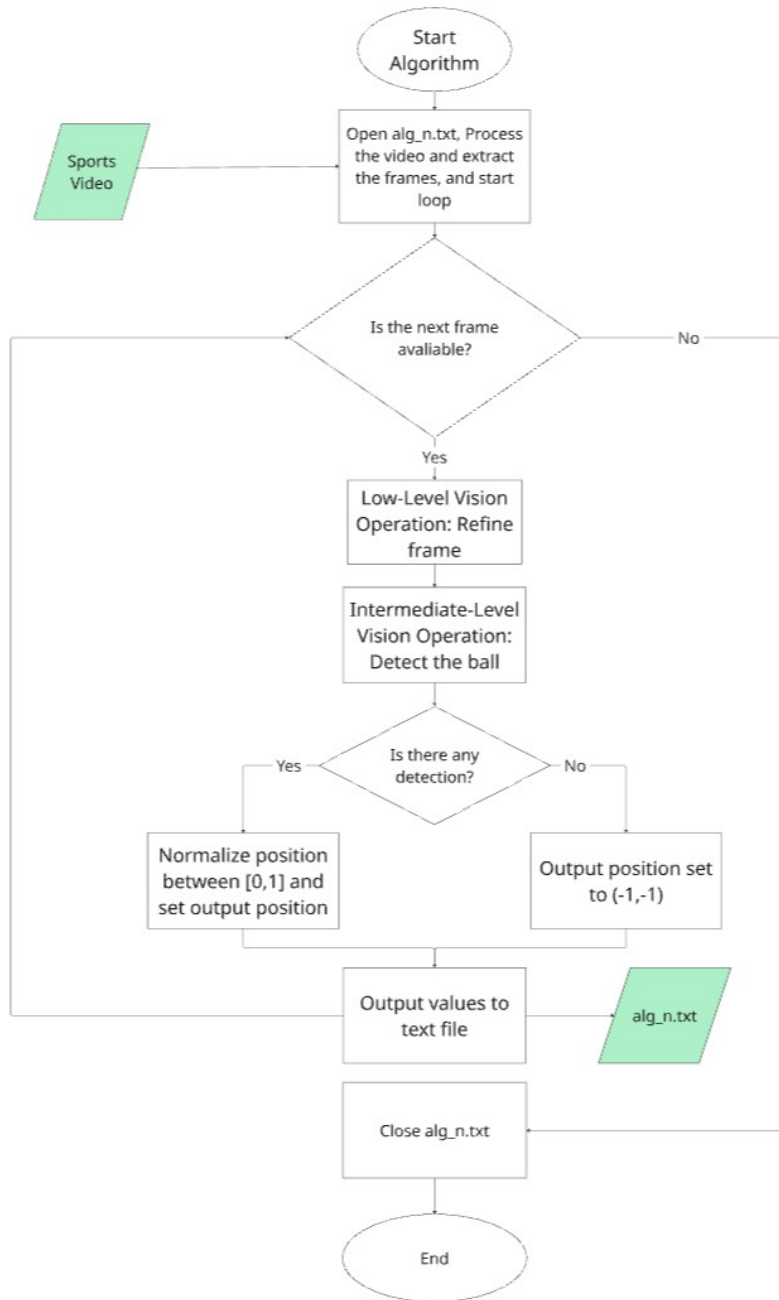 Start
Algorithm
Open alg_n.txt, Process
the video and extract
the frames, and start
loop
Sports
Video
Is the next frame
avaliable?
No
Yes
Low-Level Vision
Operation: Refine
frame
Intermediate-Level
Vision Operation:
Detect the ball
Is there any
detection?
Yes
No
Normalize position
between [0,1] and
set output position
Output position set
to (-1,-1)
Output values to
text file
alg_n.txt
Close alg_n.txt
End